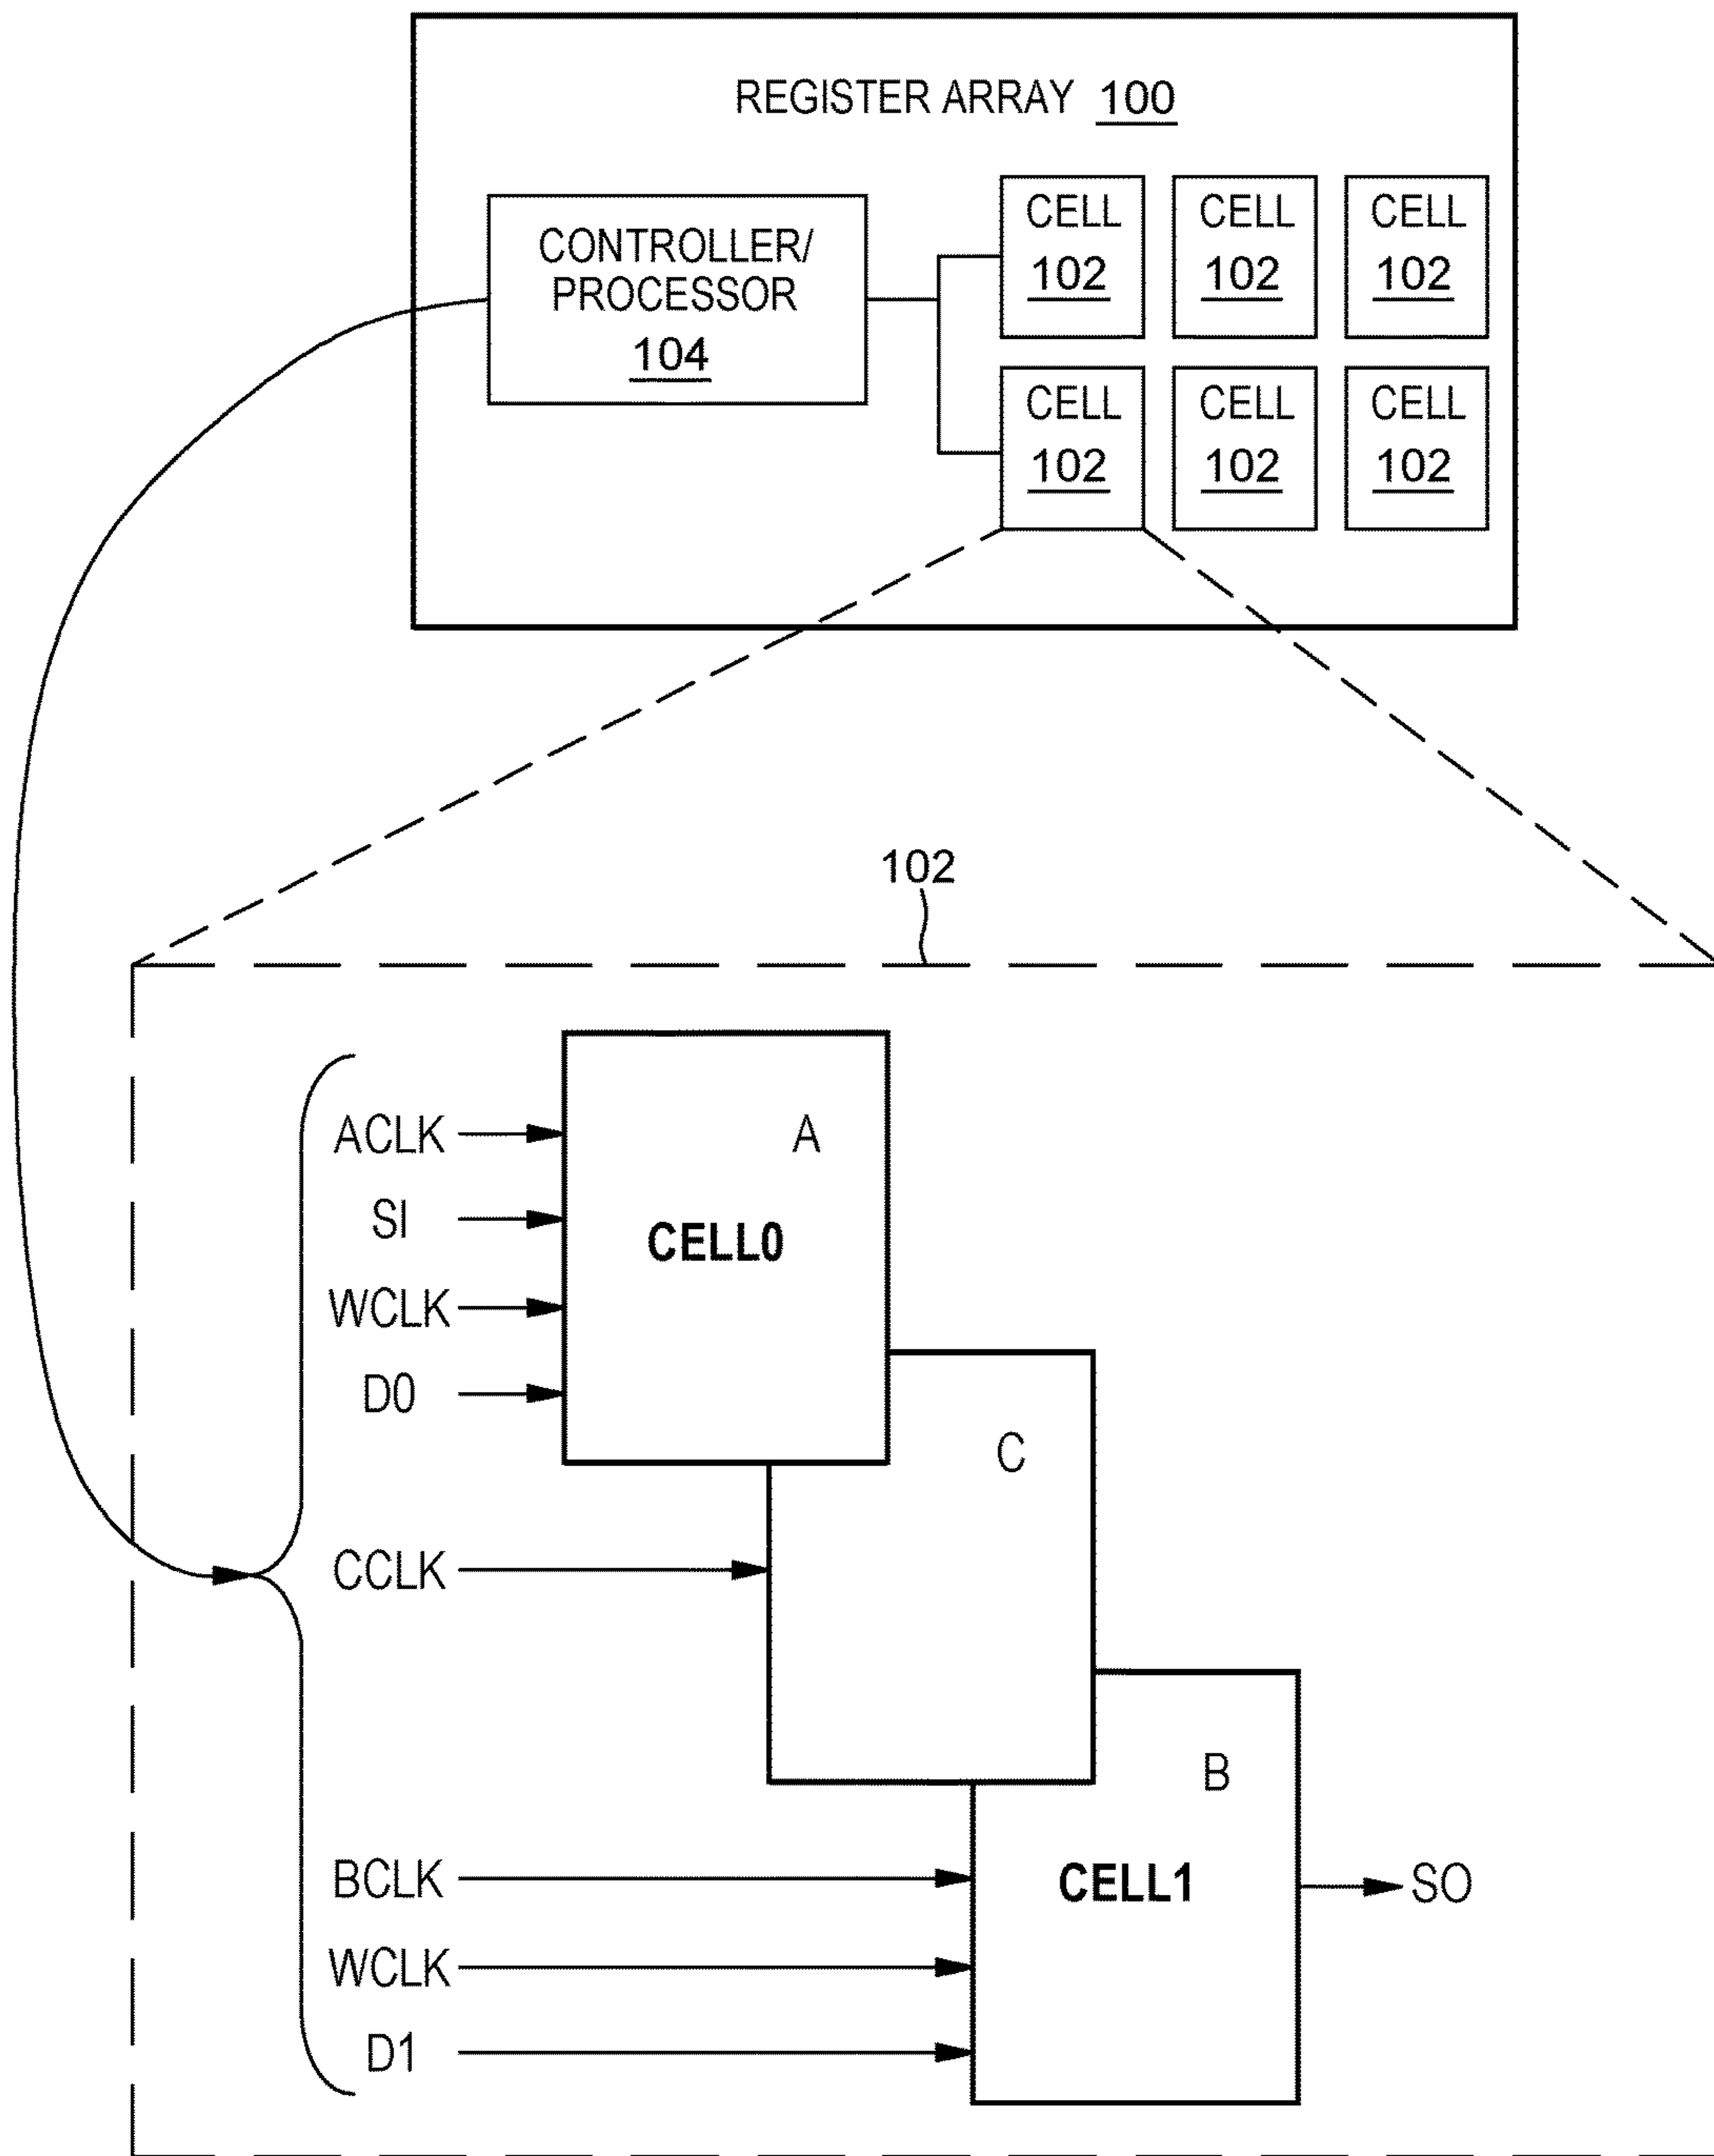 REGISTER ARRAY 100
CONTROLLER/
PROCESSOR
104
CELL
102
CELL
102
CELL
102
CELL
102
CELL
102
CELL
102
102
ACLK
SI
WCLK
D0
A
CELL0
C
CCLK
B
CELL1
BCLK
WCLK
D1
SO